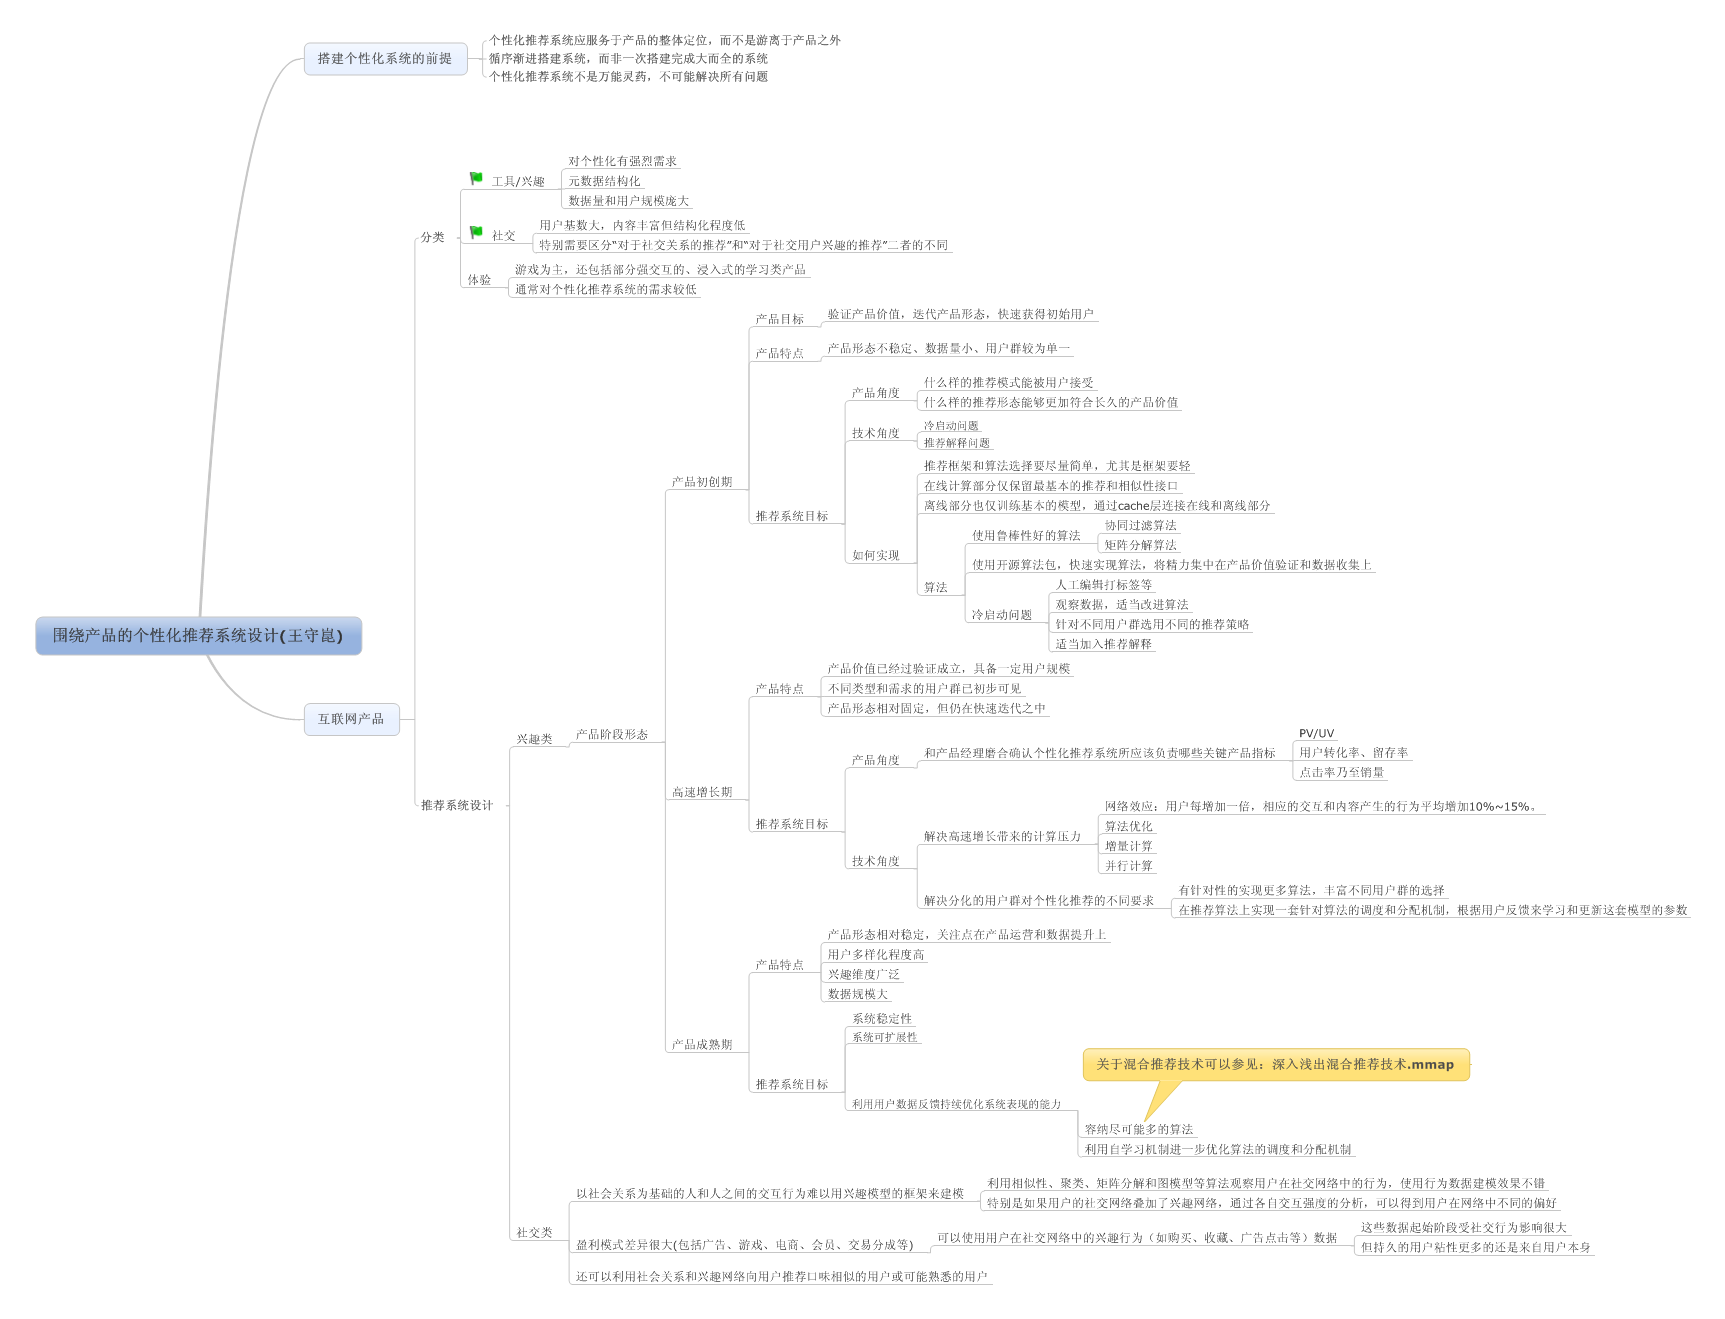 搭建个性化系统的前提
个性化推荐系统应服务于产品的整体定位，而不是游离于产品之外
循序渐进搭建系统，而非一次搭建完成大而全的系统
个性化推荐系统不是万能灵药，不可能解决所有问题
围绕产品的个性化推荐系统设计(王守崑)
互联网产品
分类
工具/兴趣
对个性化有强烈需求
元数据结构化
数据量和用户规模庞大
社交
用户基数大，内容丰富但结构化程度低
特别需要区分“对于社交关系的推荐”和“对于社交用户兴趣的推荐”二者的不同
体验
游戏为主，还包括部分强交互的、浸入式的学习类产品
通常对个性化推荐系统的需求较低
推荐系统设计
兴趣类
产品阶段形态
产品初创期
产品目标
验证产品价值，迭代产品形态，快速获得初始用户
产品特点
产品形态不稳定、数据量小、用户群较为单一
推荐系统目标
产品角度
什么样的推荐模式能被用户接受
什么样的推荐形态能够更加符合长久的产品价值
技术角度
冷启动问题
推荐解释问题
如何实现
推荐框架和算法选择要尽量简单，尤其是框架要轻
在线计算部分仅保留最基本的推荐和相似性接口
离线部分也仅训练基本的模型，通过cache层连接在线和离线部分
算法
使用鲁棒性好的算法
协同过滤算法
矩阵分解算法
使用开源算法包，快速实现算法，将精力集中在产品价值验证和数据收集上
冷启动问题
人工编辑打标签等
观察数据，适当改进算法
针对不同用户群选用不同的推荐策略
适当加入推荐解释
高速增长期
产品特点
产品价值已经过验证成立，具备一定用户规模
不同类型和需求的用户群已初步可见
产品形态相对固定，但仍在快速迭代之中
推荐系统目标
产品角度
和产品经理磨合确认个性化推荐系统所应该负责哪些关键产品指标
PV/UV
用户转化率、留存率
点击率乃至销量
技术角度
解决高速增长带来的计算压力
网络效应；用户每增加一倍，相应的交互和内容产生的行为平均增加10%~15%。
算法优化
增量计算
并行计算
解决分化的用户群对个性化推荐的不同要求
有针对性的实现更多算法，丰富不同用户群的选择
在推荐算法上实现一套针对算法的调度和分配机制，根据用户反馈来学习和更新这套模型的参数
产品成熟期
产品特点
产品形态相对稳定，关注点在产品运营和数据提升上
用户多样化程度高
兴趣维度广泛
数据规模大
推荐系统目标
系统稳定性
系统可扩展性
利用用户数据反馈持续优化系统表现的能力
关于混合推荐技术可以参见：深入浅出混合推荐技术.mmap
容纳尽可能多的算法
利用自学习机制进一步优化算法的调度和分配机制
社交类
以社会关系为基础的人和人之间的交互行为难以用兴趣模型的框架来建模
利用相似性、聚类、矩阵分解和图模型等算法观察用户在社交网络中的行为，使用行为数据建模效果不错
特别是如果用户的社交网络叠加了兴趣网络，通过各自交互强度的分析，可以得到用户在网络中不同的偏好
盈利模式差异很大(包括广告、游戏、电商、会员、交易分成等)
可以使用用户在社交网络中的兴趣行为（如购买、收藏、广告点击等）数据
这些数据起始阶段受社交行为影响很大
但持久的用户粘性更多的还是来自用户本身
还可以利用社会关系和兴趣网络向用户推荐口味相似的用户或可能熟悉的用户